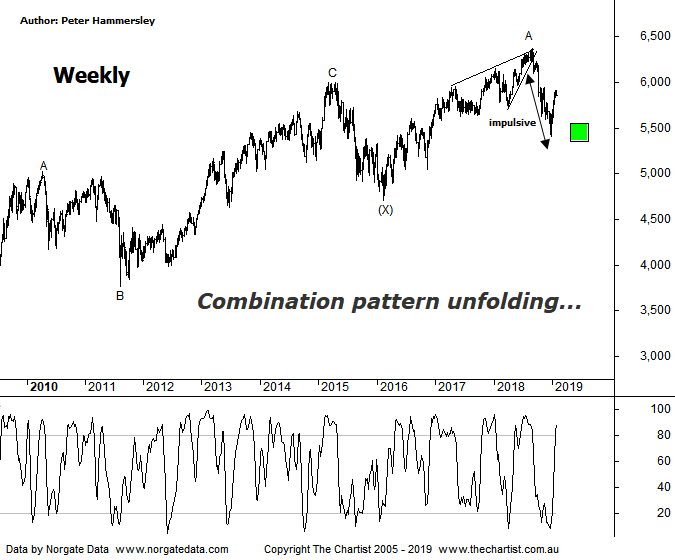 Author: Peter Hammersley
Weekly
A
6,500
C
6,000
impulsive
5,500
A
5,000
(X)
4,500
B
4,000
Combination pattern unfolding...
3,500
3,000
2010 2011 2012 2013 2014 2015 2016 2017 2018 2019
100
80
60
40
20
Data by Norgate Data www.norgatedata.com Copyright The Chartist 2005 - 2019 www.thechartist.com.au